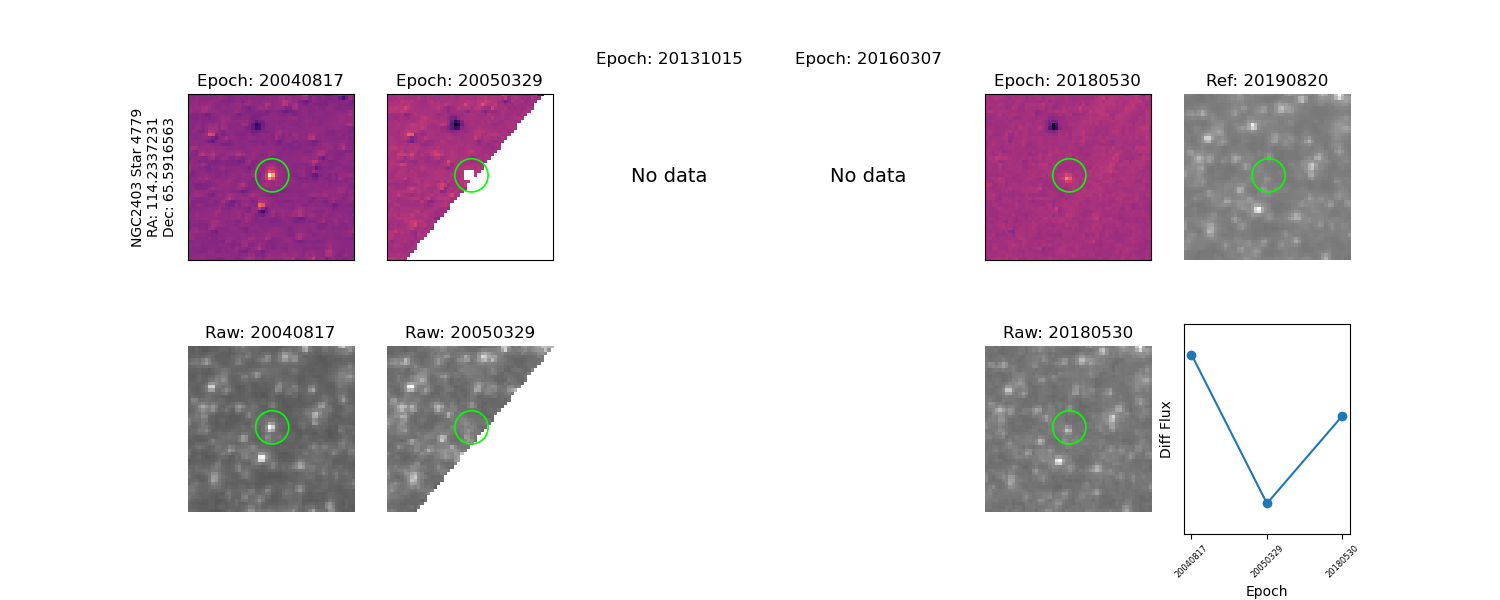 Epoch: 20040817
Epoch: 20050329
Epoch: 20131015
Epoch: 20160307
Epoch: 20180530
Ref: 20190820
NGC2403 Star 4779
RA: 114.2337231
Dec: 65.5916563
No data
No data
Raw: 20040817
Raw: 20050329
Raw: 20180530
Diff Flux
20040817
20050329
20180530
Epoch